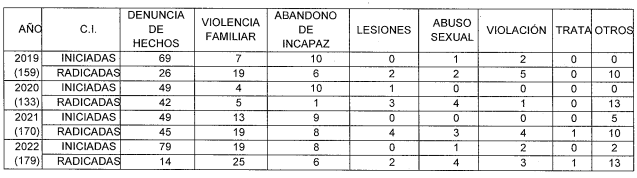 AÑO C.I. DENUNCIA DE HECHOS VIOLENCIA FAMILIAR ABANDONO DE INCAPAZ LESIONES ABUSO SEXUAL VIOLACIÓN TRATA OTROS
2019 INICIADAS 69 7 10 0 1 2 0 0
(159) RADICADAS 26 19 6 2 2 5 0 10
2020 INICIADAS 49 4 10 1 0 0 0 0
(133) RADICADAS 42 5 1 3 4 1 0 13
2021 INICIADAS 49 13 9 0 0 0 0 5
(170) RADICADAS 45 19 8 4 3 4 1 10
2022 INICIADAS 79 19 8 0 1 2 0 2
(179) RADICADAS 14 25 6 2 4 3 1 13